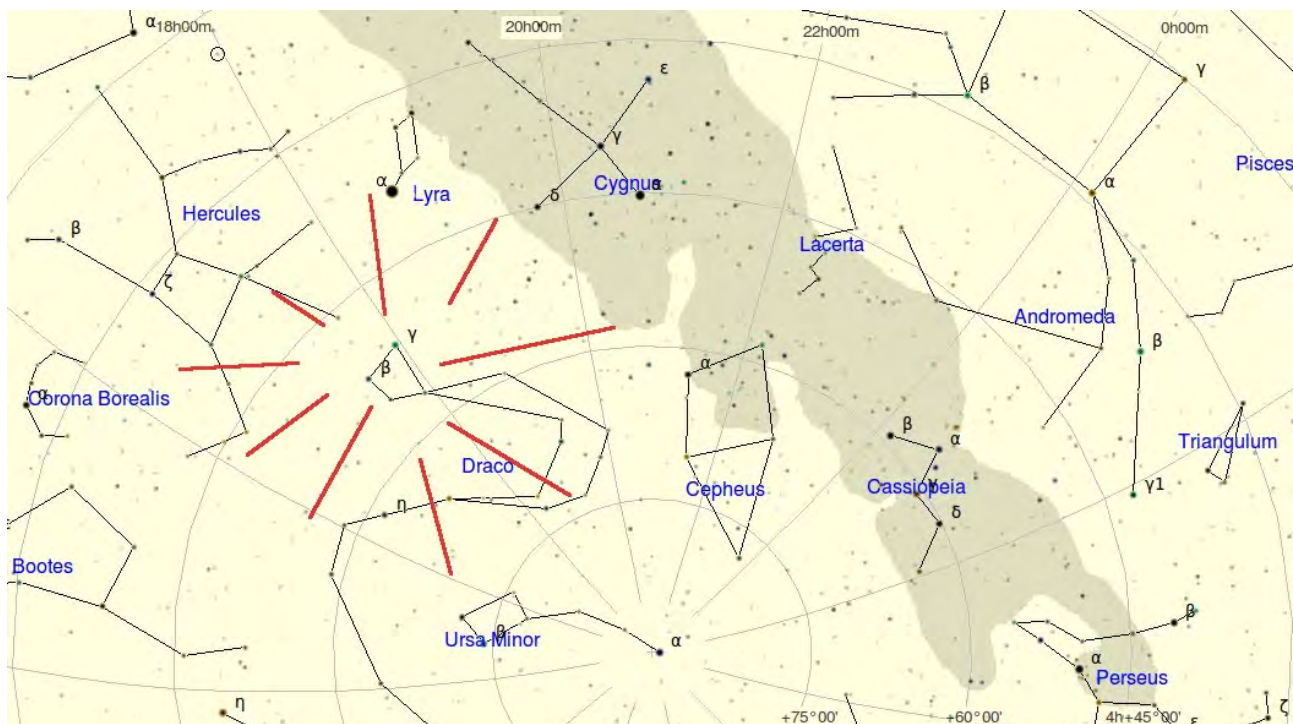 α
18h00m
20h00m
22h00m
0h00m
ε
β
γ
γ
Pisces
α
Lyra
δ
Cygnus
α
α
Hercules
β
Lacerta
ζ
Andromeda
γ
β
α
β
Corona Borealis
α
β
α
Triangulum
Draco
Cepheus
Cassiopeia
γ
γ1
η
δ
Bootes
Ursa Minor
β
α
β
α
Perseus
η
+75°00'
+60°00'
4h+45°00'
ε
ζ